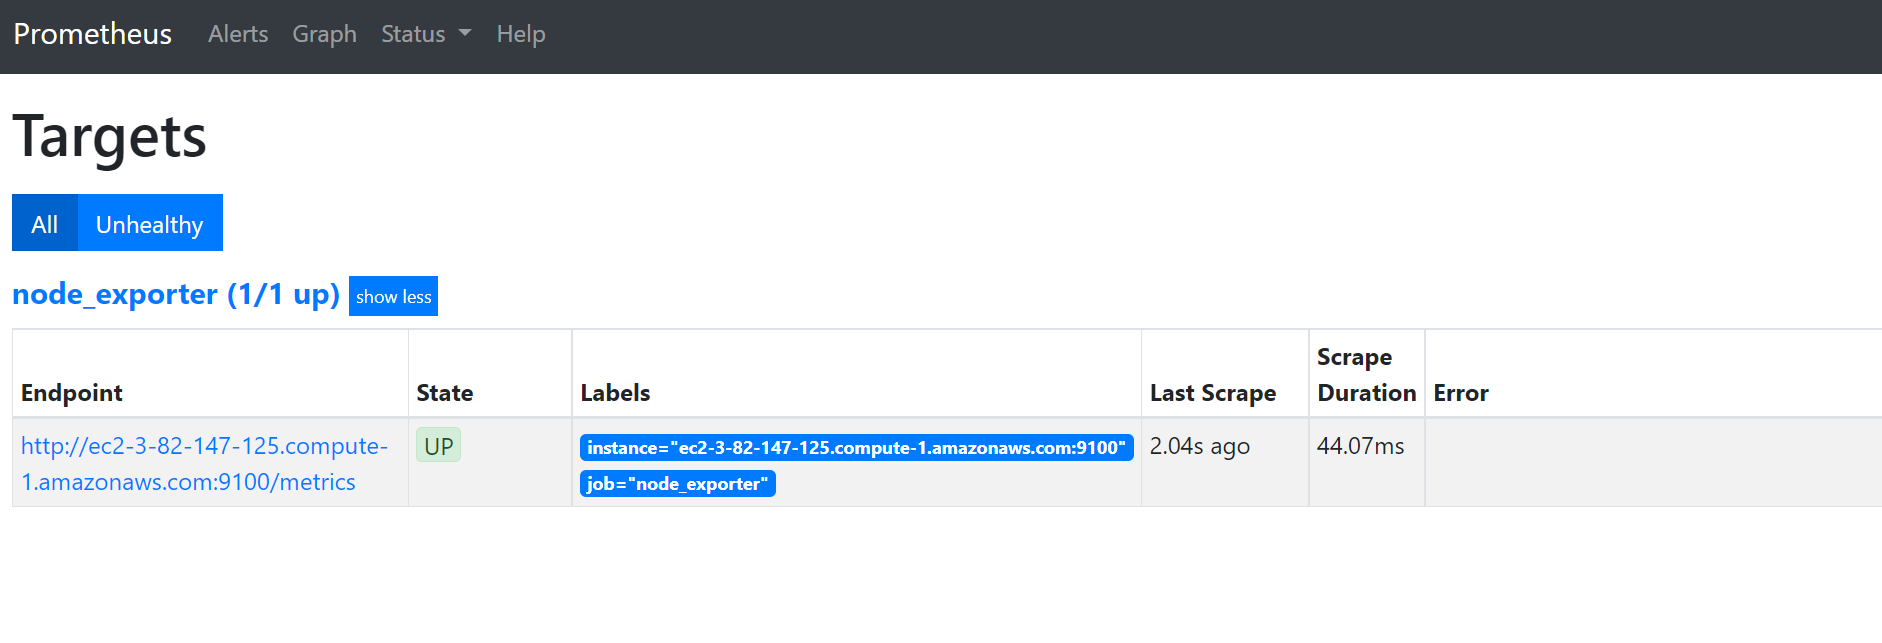 Prometheus Alerts Graph Status Help
Targets
All Unhealthy
node_exporter (1/1 up) show less
Endpoint State Labels Last Scrape Scrape Duration Error
http://ec2-3-82-147-125.compute-
1.amazonaws.com:9100/metrics
UP
instance="ec2-3-82-147-125.compute-1.amazonaws.com:9100"
job="node_exporter"
2.04s ago
44.07ms